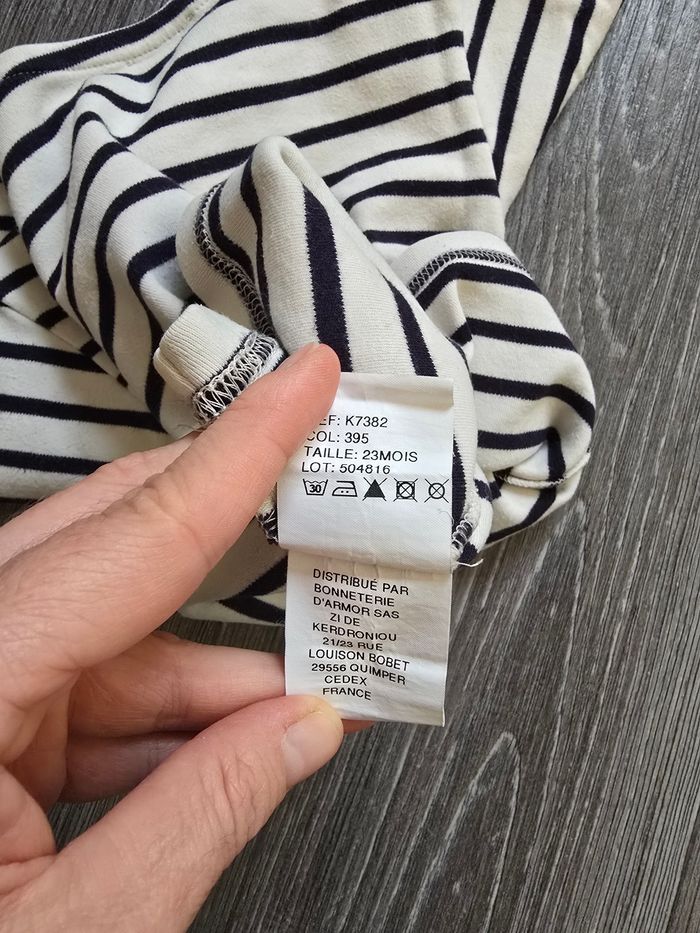 EF: K7382
COL: 395
TAILLE: 23MOIS
LOT: 504816
30
DISTRIBUÉ PAR
BONNETERIE
D'ARMOR SAS
ZI DE
KERDRONIOU
21/23 RUE
LOUISON BOBET
29556 QUIMPER
CEDEX
FRANCE